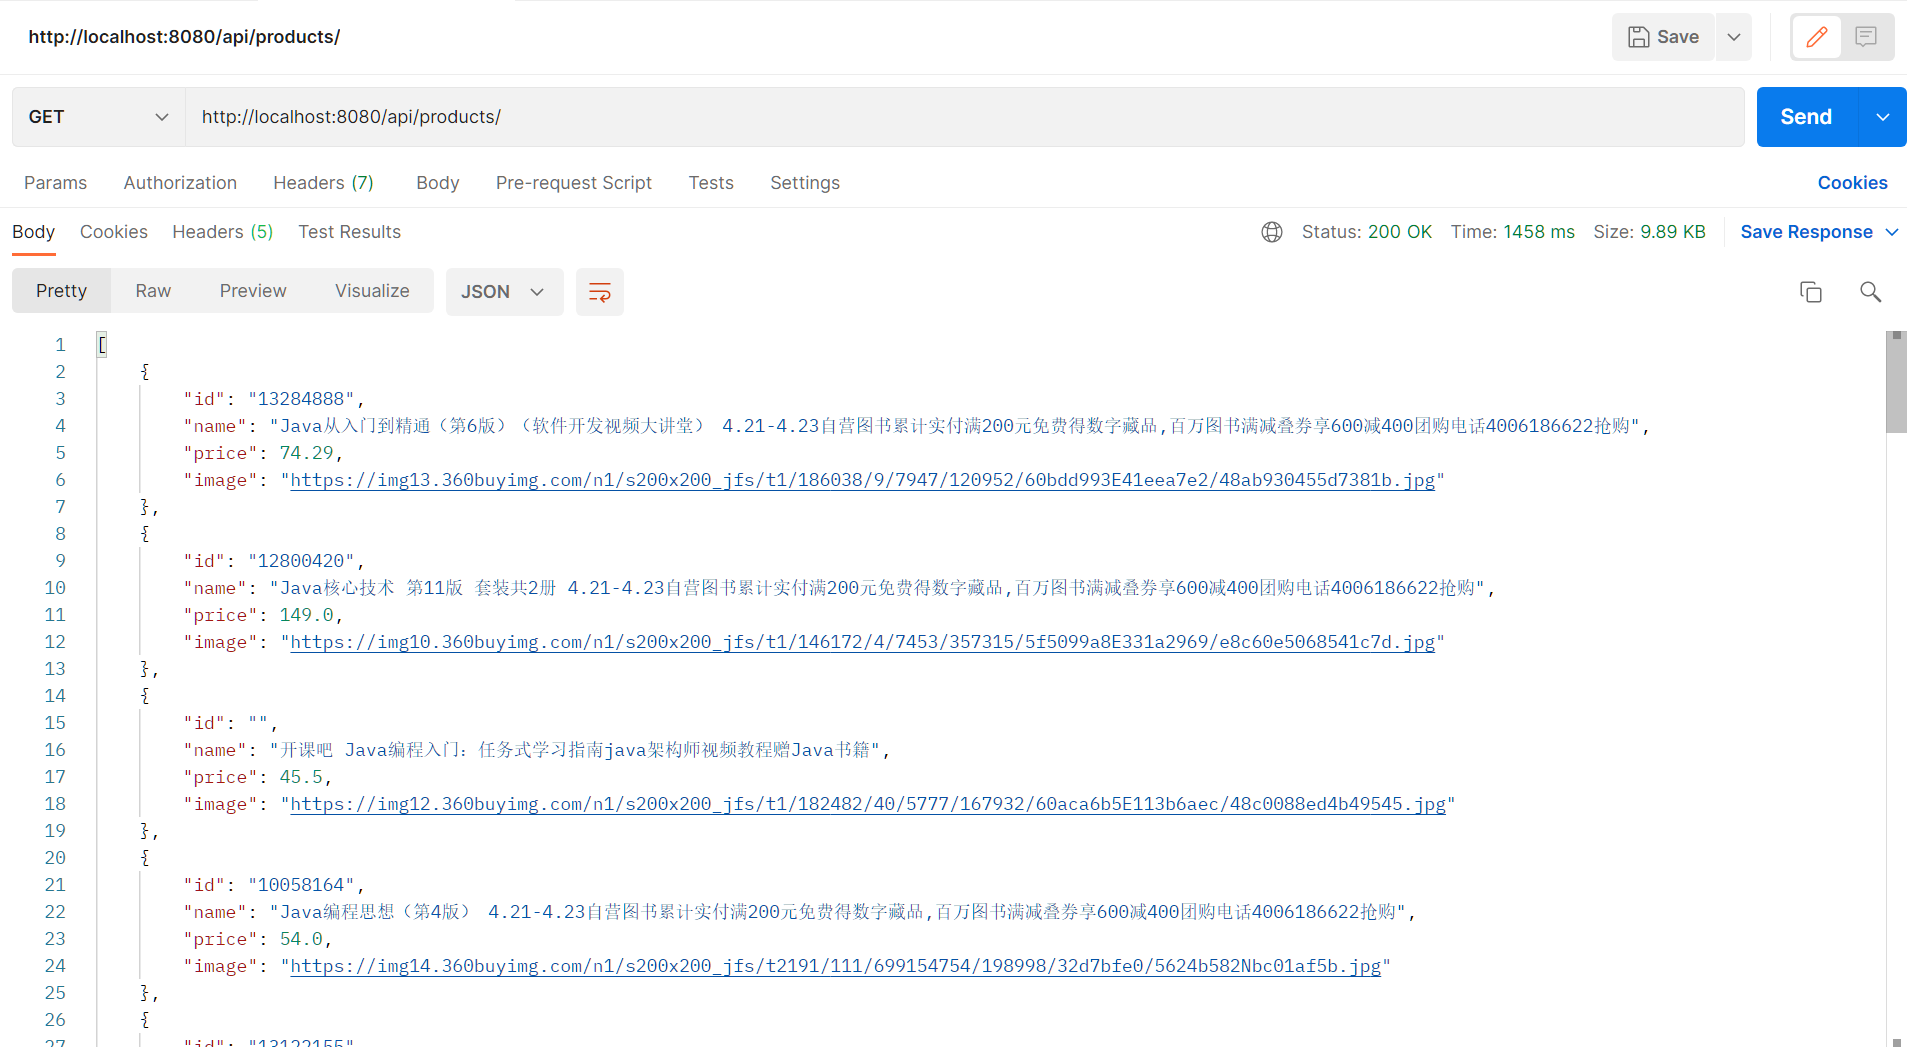 http://localhost:8080/api/products/
Save
GET http://localhost:8080/api/products/ Send
Params Authorization Headers (7) Body Pre-request Script Tests Settings Cookies
Body Cookies Headers (5) Test Results Status: 200 OK Time: 1458 ms Size: 9.89 KB Save Response
Pretty Raw Preview Visualize JSON
1 [
2 {
3 "id": "13284888",
4 "name": "Java从入门到精通（第6版）（软件开发视频大讲堂） 4.21-4.23自营图书累计实付满200元免费得数字藏品,百万图书满减叠券享600减400团购电话4006186622抢购",
5 "price": 74.29,
6 "image": "https://img13.360buyimg.com/n1/s200x200_jfs/t1/186038/9/7947/120952/60bdd993E41eea7e2/48ab930455d7381b.jpg"
7 },
8 {
9 "id": "12800420",
10 "name": "Java核心技术 第11版 套装共2册 4.21-4.23自营图书累计实付满200元免费得数字藏品,百万图书满减叠券享600减400团购电话4006186622抢购",
11 "price": 149.0,
12 "image": "https://img10.360buyimg.com/n1/s200x200_jfs/t1/146172/4/7453/357315/5f5099a8E331a2969/e8c60e5068541c7d.jpg"
13 },
14 {
15 "id": "",
16 "name": "开课吧 Java编程入门：任务式学习指南java架构师视频教程赠Java书籍",
17 "price": 45.5,
18 "image": "https://img12.360buyimg.com/n1/s200x200_jfs/t1/182482/40/5777/167932/60aca6b5E113b6aec/48c0088ed4b49545.jpg"
19 },
20 {
21 "id": "10058164",
22 "name": "Java编程思想（第4版） 4.21-4.23自营图书累计实付满200元免费得数字藏品,百万图书满减叠券享600减400团购电话4006186622抢购",
23 "price": 54.0,
24 "image": "https://img14.360buyimg.com/n1/s200x200_jfs/t2191/111/699154754/198998/32d7bfe0/5624b582Nbc01af5b.jpg"
25 },
26 {
27 "id": "13122155"